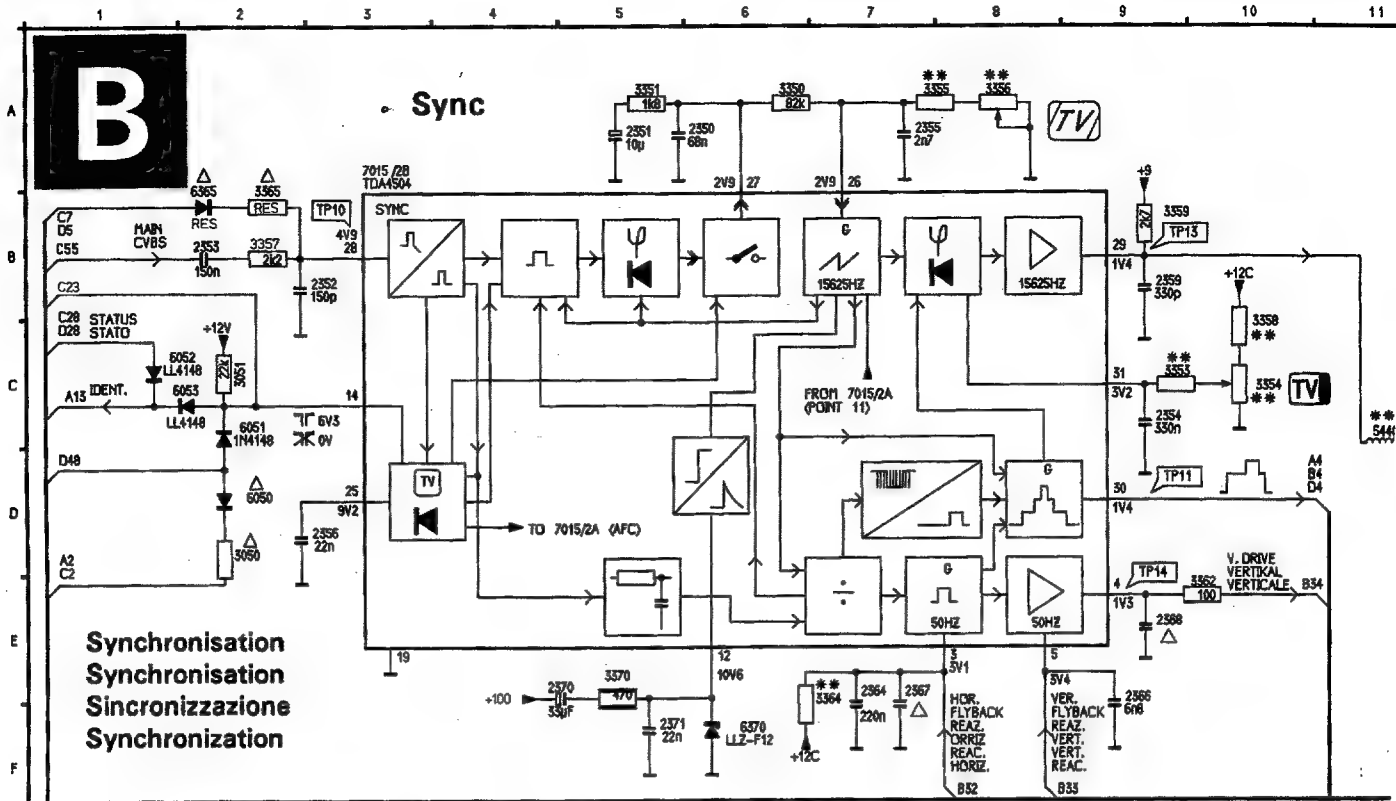 1 2 3 4 5 6 7 8 9 10 11
A
B
C
D
E
F
B
Sync
TV
3351
1k8
3350
82k
**
3355
**
3356
2351
10µ
2350
68n
2355
2n7
7015 /2B
TDA4504
2V9 27
2V9 26
+9
△
6365
RES
△
3365
RES
TP10
SYNC
C7
D5
C55
MAIN
CVBS
2353
150n
3357
2k2
4V9
28
2352
150p
G
15625HZ
15625HZ
29
1V4
2k7
3359
TP13
2359
330p
+12C
3358
**
C23
C28 STATUS
D28 STATO
+12V
6052
LL4148
22k
3051
6053
LL4148
A13 IDENT.
14
6V3
0V
6051
1N4148
FROM 7015/2A
(POINT 11)
31
3V2
**
3353
3354
**
TV
2354
330n
**
544
D48
△
6050
△
3050
25
9V2
2356
22n
TV
TO 7015/2A (AFC)
G
30
1V4
TP11
A4
B4
D4
A2
C2
÷
G
50HZ
50HZ
4
1V3
TP14
3362
100
V. DRIVE
VERTIKAL
VERTICALE
B34
2368
△
Synchronisation
Synchronisation
Sincronizzazione
Synchronization
19
12
10V6
3
3V1
5
3V4
+100
2370
33µF
3370
470
2371
22n
6370
LLZ-F12
**
3364
+12C
2364
220n
2367
△
HOR.
FLYBACK
REAZ.
ORRIZ
REAC.
HORIZ.
B32
VER.
FLYBACK
REAZ.
VERT.
VERT.
REAC.
B33
2366
6n8